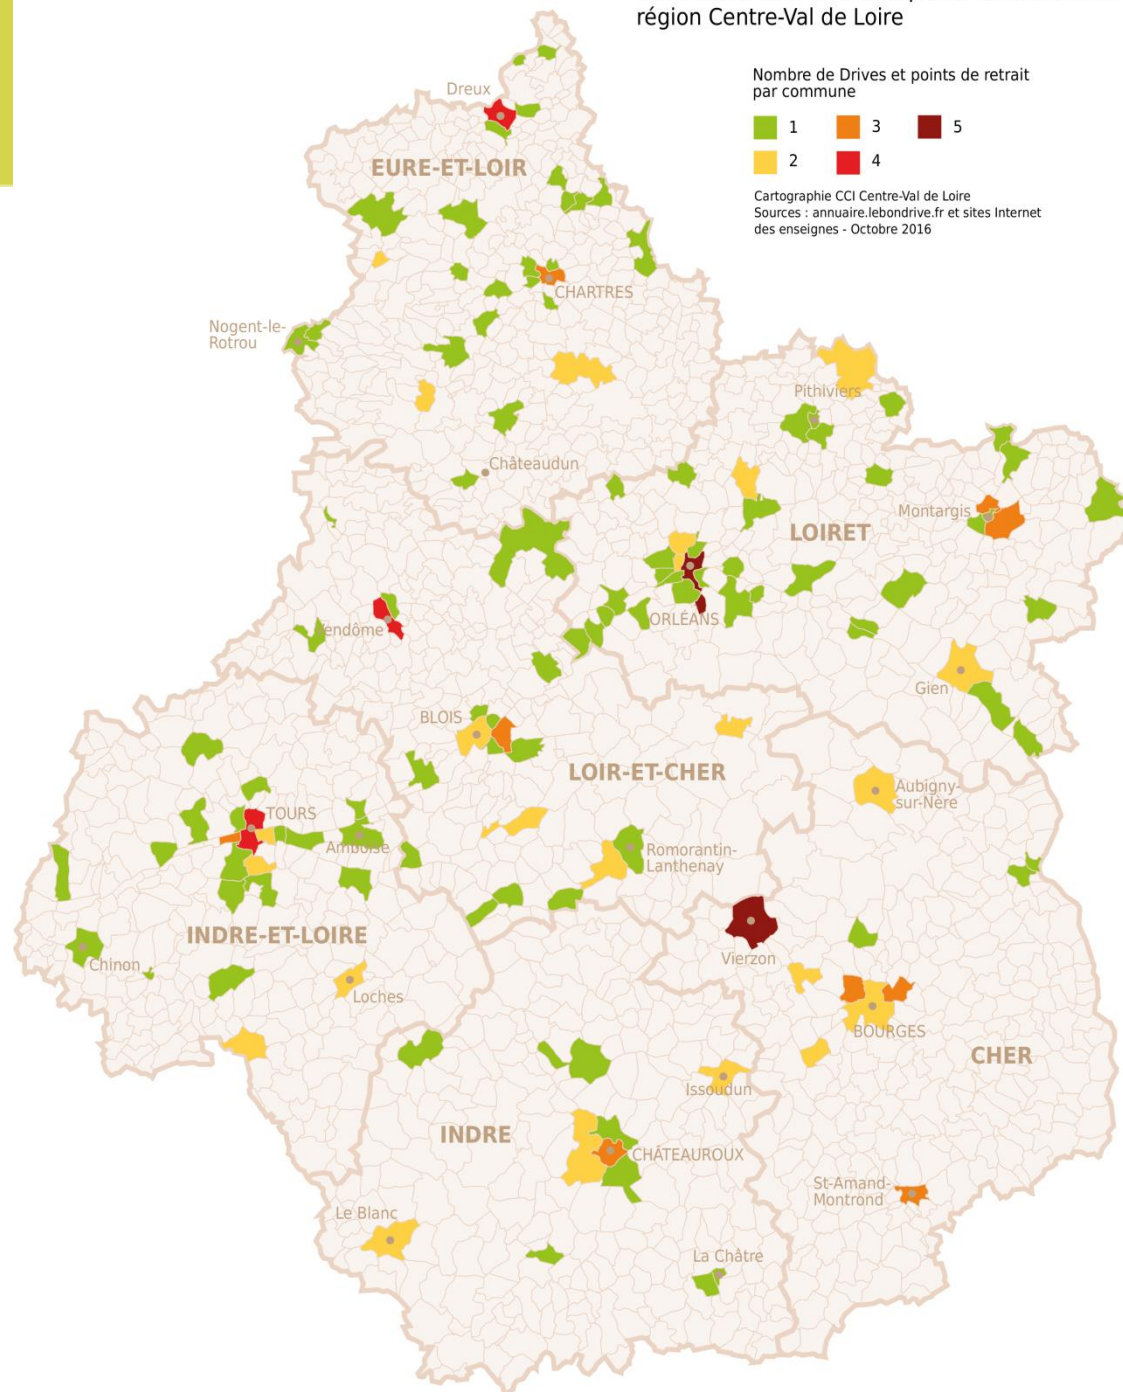 région Centre-Val de Loire
Nombre de Drives et points de retrait
par commune
1
3
5
2
4
Cartographie CCI Centre-Val de Loire
Sources : annuaire.lebondrive.fr et sites Internet
des enseignes - Octobre 2016
Dreux
EURE-ET-LOIR
CHARTRES
Nogent-le-
Rotrou
Pithiviers
Châteaudun
Montargis
LOIRET
ORLÉANS
Vendôme
Gien
BLOIS
LOIR-ET-CHER
Aubigny-
sur-Nère
TOURS
Amboise
Romorantin-
Lanthenay
INDRE-ET-LOIRE
Vierzon
Chinon
Loches
BOURGES
CHER
Issoudun
INDRE
CHÂTEAUROUX
St-Amand-
Montrond
Le Blanc
La Châtre